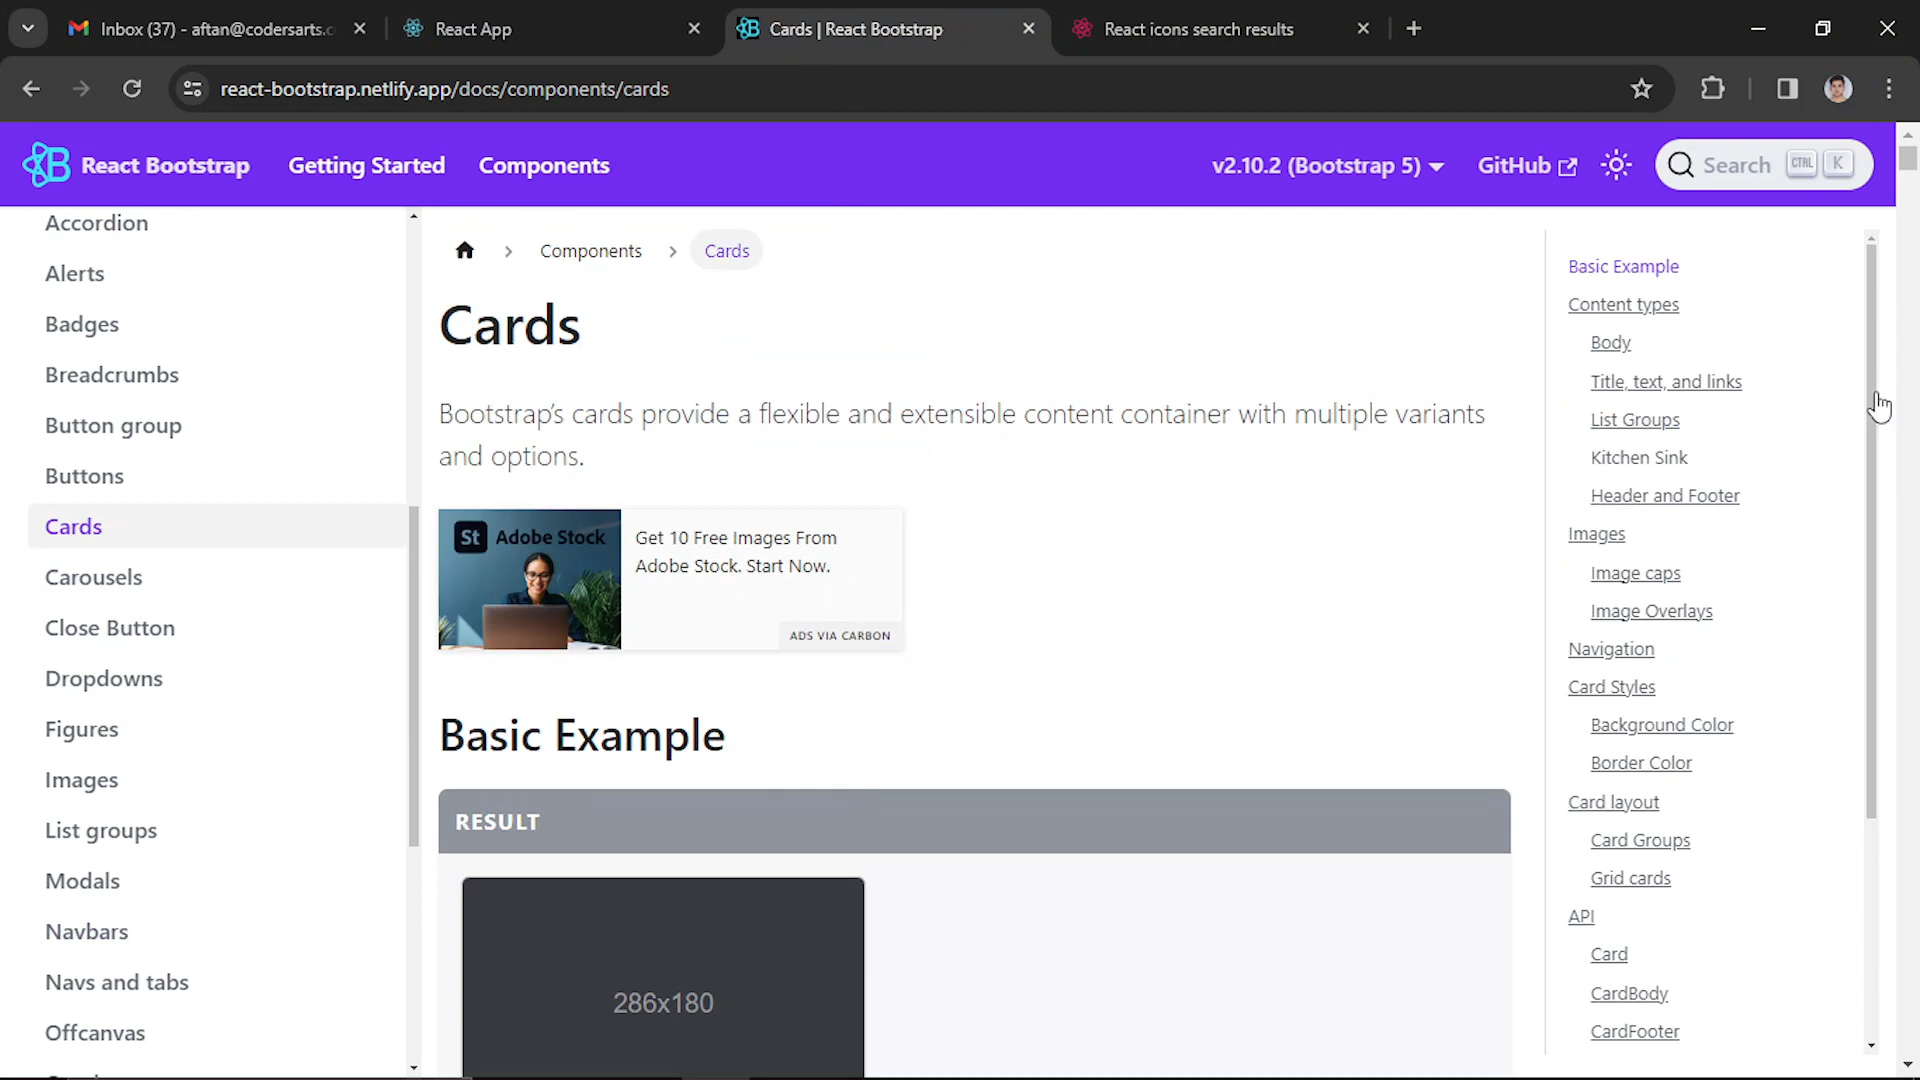 Inbox (37) - aftan@codersarts.c
React App
Cards | React Bootstrap
React icons search results
react-bootstrap.netlify.app/docs/components/cards
React Bootstrap
Getting Started
Components
v2.10.2 (Bootstrap 5)
GitHub
Search
CTRL
K
Accordion
Alerts
Badges
Breadcrumbs
Button group
Buttons
Cards
Carousels
Close Button
Dropdowns
Figures
Images
List groups
Modals
Navbars
Navs and tabs
Offcanvas
Components
Cards
Cards
Bootstrap's cards provide a flexible and extensible content container with multiple variants
and options.
St Adobe Stock
Get 10 Free Images From
Adobe Stock. Start Now.
ADS VIA CARBON
Basic Example
RESULT
286x180
Basic Example
Content types
Body
Title, text, and links
List Groups
Kitchen Sink
Header and Footer
Images
Image caps
Image Overlays
Navigation
Card Styles
Background Color
Border Color
Card layout
Card Groups
Grid cards
API
Card
CardBody
CardFooter